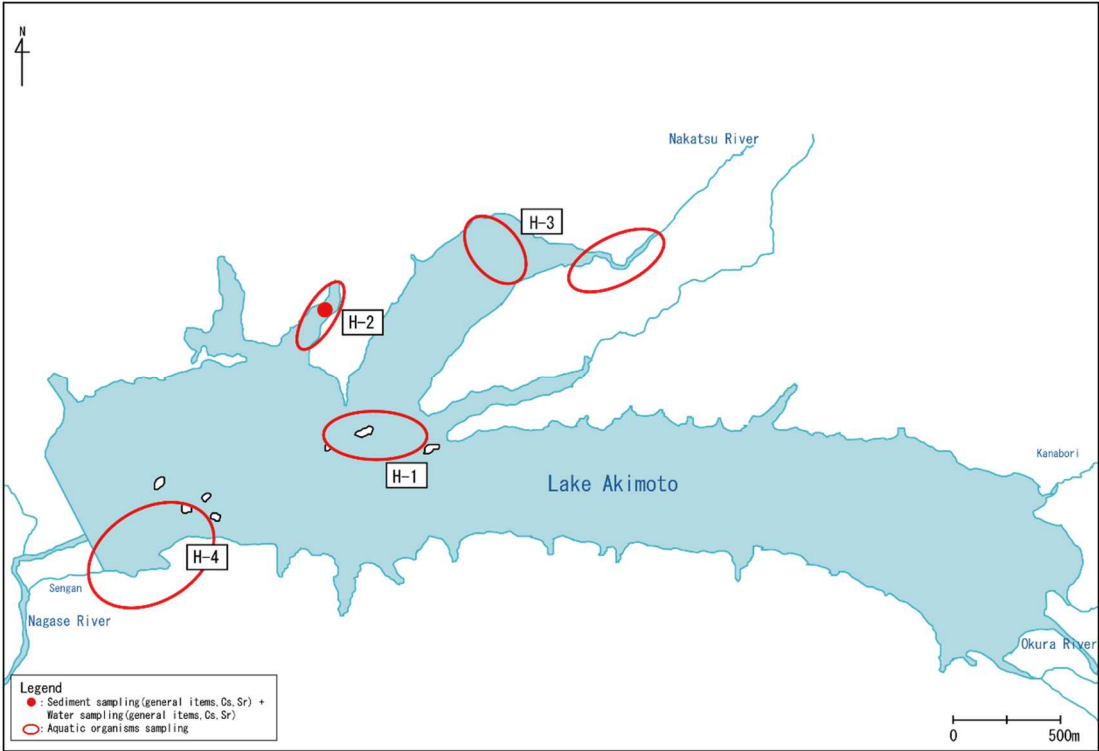 N
Nakatsu River
H-3
H-2
H-1
Lake Akimoto
Kanabori
H-4
Sengan
Nagase River
Okura River
Legend
: Sediment sampling(general items,Cs,Sr) +
Water sampling(general items,Cs,Sr)
: Aquatic organisms sampling
0 500m